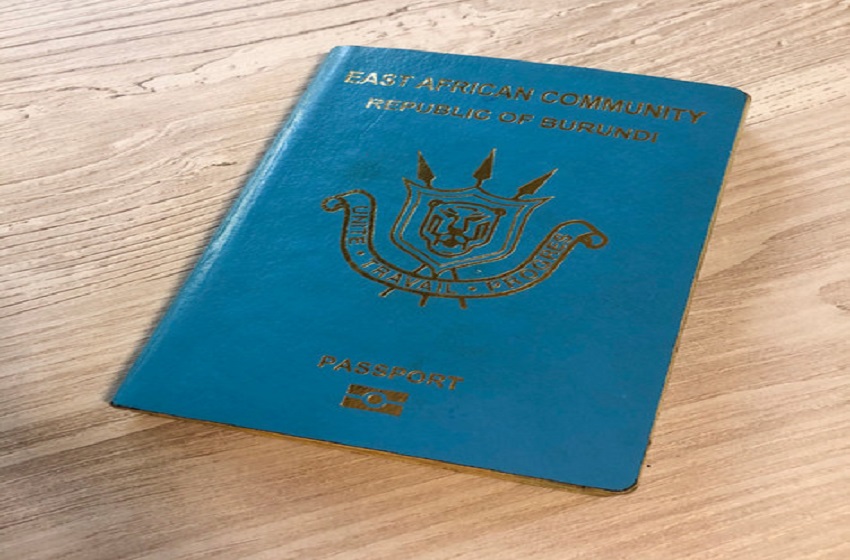 EAST AFRICAN COMMUNITY
REPUBLIC OF BURUNDI
UNITE • TRAVAIL • PROGRES
PASSPORT